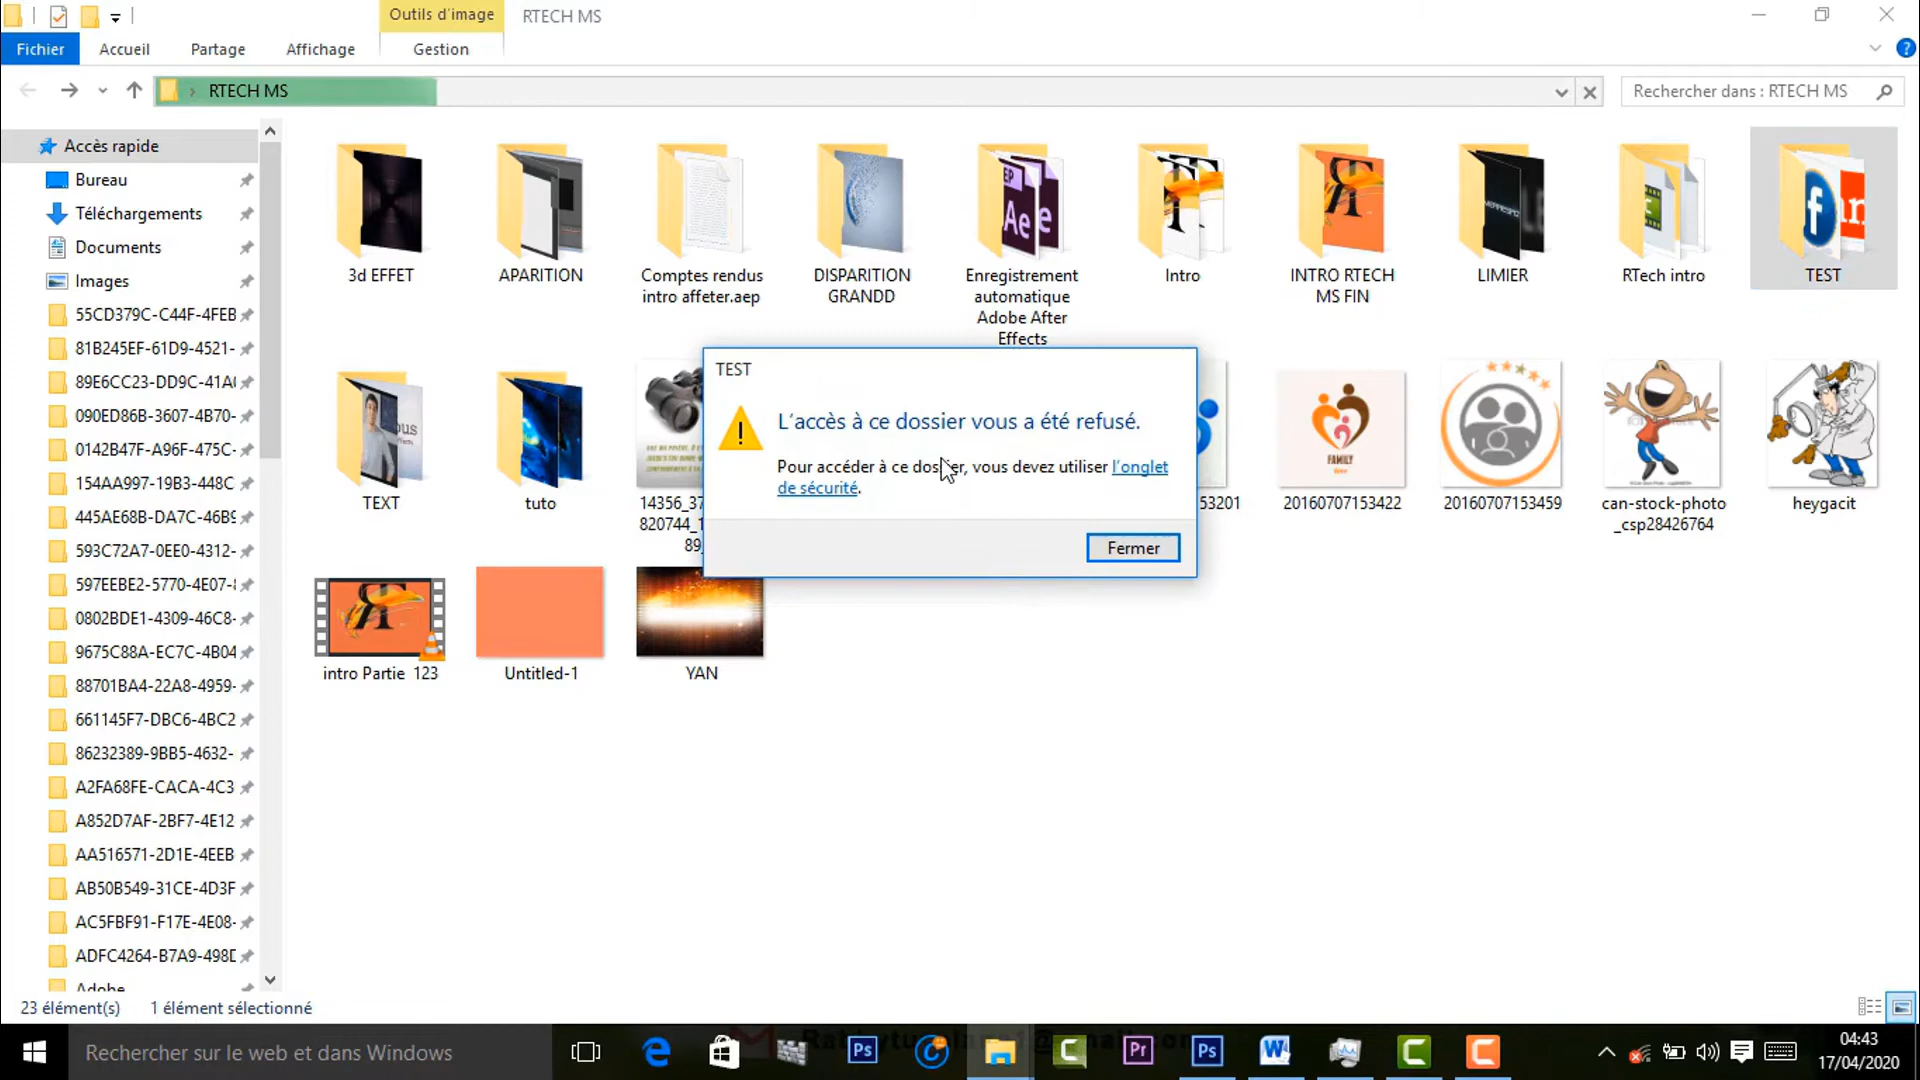 Outils d'image
RTECH MS
Fichier
Accueil
Partage
Affichage
Gestion
RTECH MS
Rechercher dans : RTECH MS
Accès rapide
Bureau
Téléchargements
Documents
Images
55CD379C-C44F-4FEB
81B245EF-61D9-4521-
89E6CC23-DD9C-41A
090ED86B-3607-4B70-
0142B47F-A96F-475C-
154AA997-19B3-448C
445AE68B-DA7C-46B9
593C72A7-0EE0-4312-
597EEBE2-5770-4E07-
0802BDE1-4309-46C8-
9675C88A-EC7C-4B04
88701BA4-22A8-4959-
661145F7-DBC6-4BC2
86232389-9BB5-4632-
A2FA68FE-CACA-4C3
A852D7AF-2BF7-4E12
AA516571-2D1E-4EEB
AB50B549-31CE-4D3F
AC5FBF91-F17E-4E08-
ADFC4264-B7A9-498D
Adobe
3d EFFET
APARITION
Comptes rendus
intro affeter.aep
DISPARITION
GRANDD
Enregistrement
automatique
Adobe After
Effects
Intro
INTRO RTECH
MS FIN
LIMIER
RTech intro
TEST
TEXT
tuto
14356_37
820744_1
89_
53201
20160707153422
20160707153459
can-stock-photo
_csp28426764
heygacit
FAMILY
TEST
L'accès à ce dossier vous a été refusé.
Pour accéder à ce dossier, vous devez utiliser l'onglet
de sécurité.
Fermer
intro Partie 123
Untitled-1
YAN
23 élément(s)
1 élément sélectionné
Rechercher sur le web et dans Windows
04:43
17/04/2020